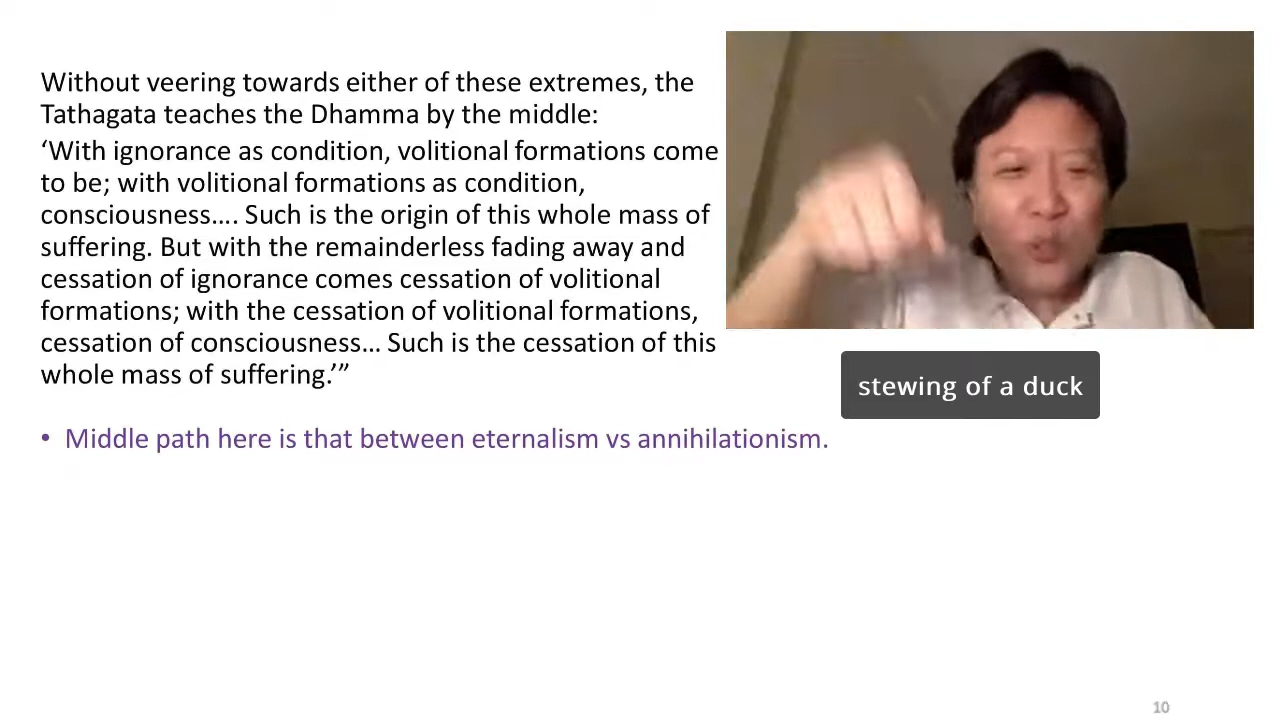 Without veering towards either of these extremes, the
Tathagata teaches the Dhamma by the middle:
‘With ignorance as condition, volitional formations come
to be; with volitional formations as condition,
consciousness…. Such is the origin of this whole mass of
suffering. But with the remainderless fading away and
cessation of ignorance comes cessation of volitional
formations; with the cessation of volitional formations,
cessation of consciousness… Such is the cessation of this
whole mass of suffering.’”
stewing of a duck
• Middle path here is that between eternalism vs annihilationism.
10